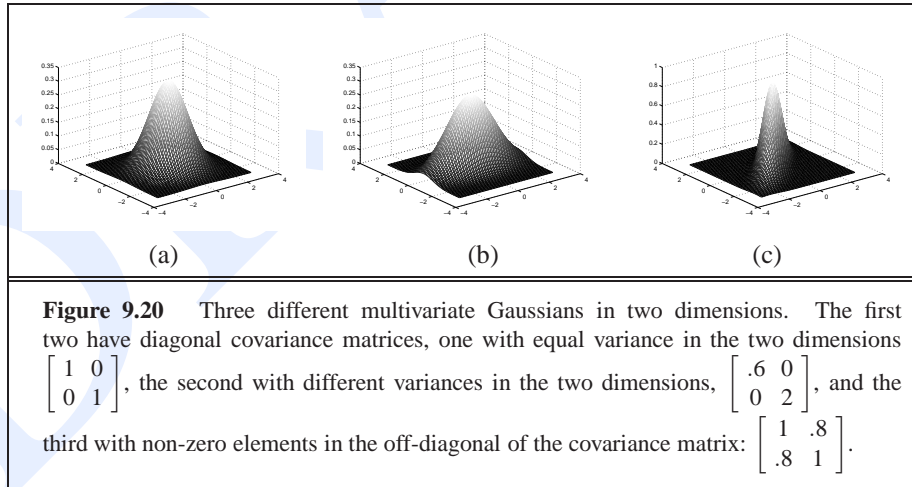 0.35 0.35 1
0.3 0.3 0.8
0.25 0.25
0.2 0.2 0.6
0.15 0.15 0.4
0.1 0.1 0.2
0.05 0.05
0 0 0
4 2 0 −2 −4 −4 −2 0 2 4
4 2 0 −2 −4 −4 −2 0 2 4
4 2 0 −2 −4 −4 −2 0 2 4
(a) (b) (c)
Figure 9.20 Three different multivariate Gaussians in two dimensions. The first
two have diagonal covariance matrices, one with equal variance in the two dimensions
[1 0
0 1], the second with different variances in the two dimensions, [.6 0
0 2], and the
third with non-zero elements in the off-diagonal of the covariance matrix: [1 .8
.8 1].